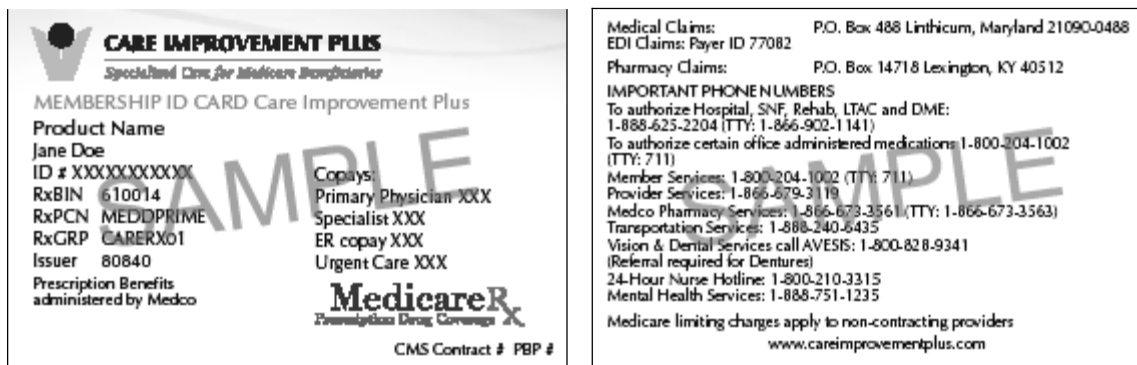 CARE IMPROVEMENT PLUS
Specialized Care for Medicare Beneficiaries
MEMBERSHIP ID CARD Care Improvement Plus
Product Name
Jane Doe
ID # XXXXXXXXXXX
RxBIN 610014
RxPCN MEDDPRIME
RxGRP CARERX01
Issuer 80840
Prescription Benefits
administered by Medco
Copays:
Primary Physician XXX
Specialist XXX
ER copay XXX
Urgent Care XXX
MedicareRx
Prescription Drug Coverage
CMS Contract # PBP #
SAMPLE
Medical Claims: P.O. Box 488 Linthicum, Maryland 21090-0488
EDI Claims: Payer ID 77082
Pharmacy Claims: P.O. Box 14718 Lexington, KY 40512
IMPORTANT PHONE NUMBERS
To authorize Hospital, SNF, Rehab, LTAC and DME:
1-888-625-2204 (TTY: 1-866-902-1141)
To authorize certain office administered medications 1-800-204-1002
(TTY: 711)
Member Services: 1-800-204-1002 (TTY: 711)
Provider Services: 1-866-679-3119
Medco Pharmacy Services: 1-866-673-3561 (TTY: 1-866-673-3563)
Transportation Services: 1-888-240-6435
Vision & Dental Services call AVESIS: 1-800-828-9341
(Referral required for Dentures)
24-Hour Nurse Hotline: 1-800-210-3315
Mental Health Services: 1-888-751-1235
Medicare limiting charges apply to non-contracting providers
www.careimprovementplus.com
SAMPLE